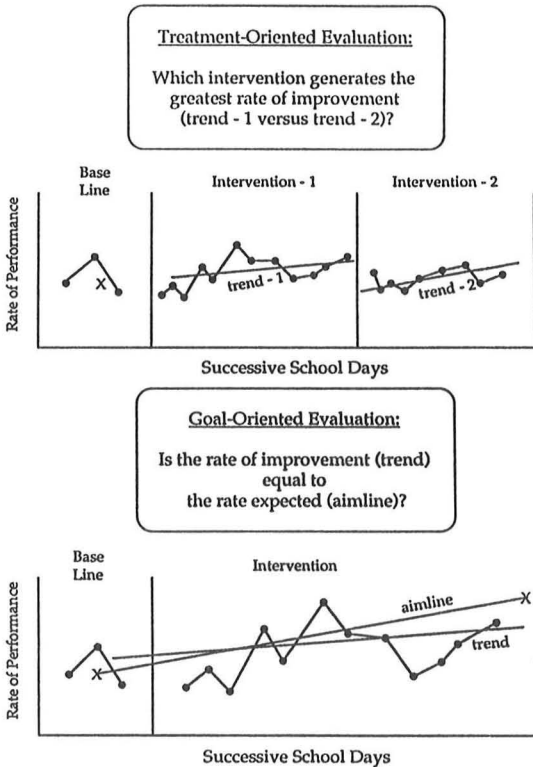 Treatment-Oriented Evaluation:
Which intervention generates the
greatest rate of improvement
(trend - 1 versus trend - 2)?
Base
Line
Intervention - 1
Intervention - 2
Rate of Performance
X
trend - 1
trend - 2
Successive School Days
Goal-Oriented Evaluation:
Is the rate of improvement (trend)
equal to
the rate expected (aimline)?
Base
Line
Intervention
Rate of Performance
X
aimline
X
trend
Successive School Days